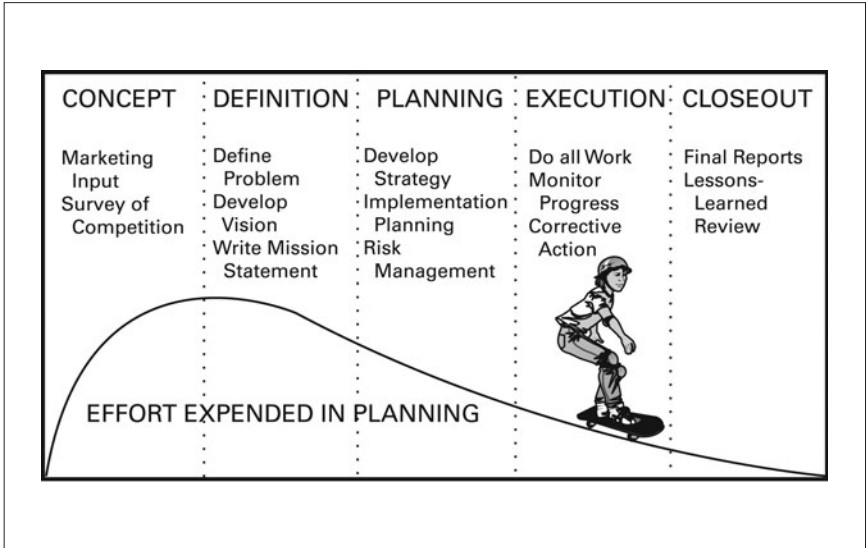 CONCEPT
Marketing
Input
Survey of
Competition
DEFINITION
Define
Problem
Develop
Vision
Write Mission
Statement
PLANNING
Develop
Strategy
Implementation
Planning
Risk
Management
EXECUTION
Do all Work
Monitor
Progress
Corrective
Action
CLOSEOUT
Final Reports
Lessons-
Learned
Review
EFFORT EXPENDED IN PLANNING